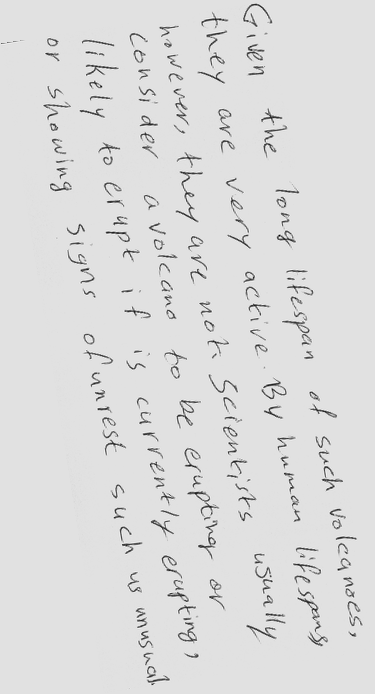 Given the long lifespan of such volcanoes,
they are very active. By human lifespans,
however, they are not. Scientists usually
consider a volcano to be erupting or
likely to erupt if is currently erupting,
or showing signs of unrest such us unusual